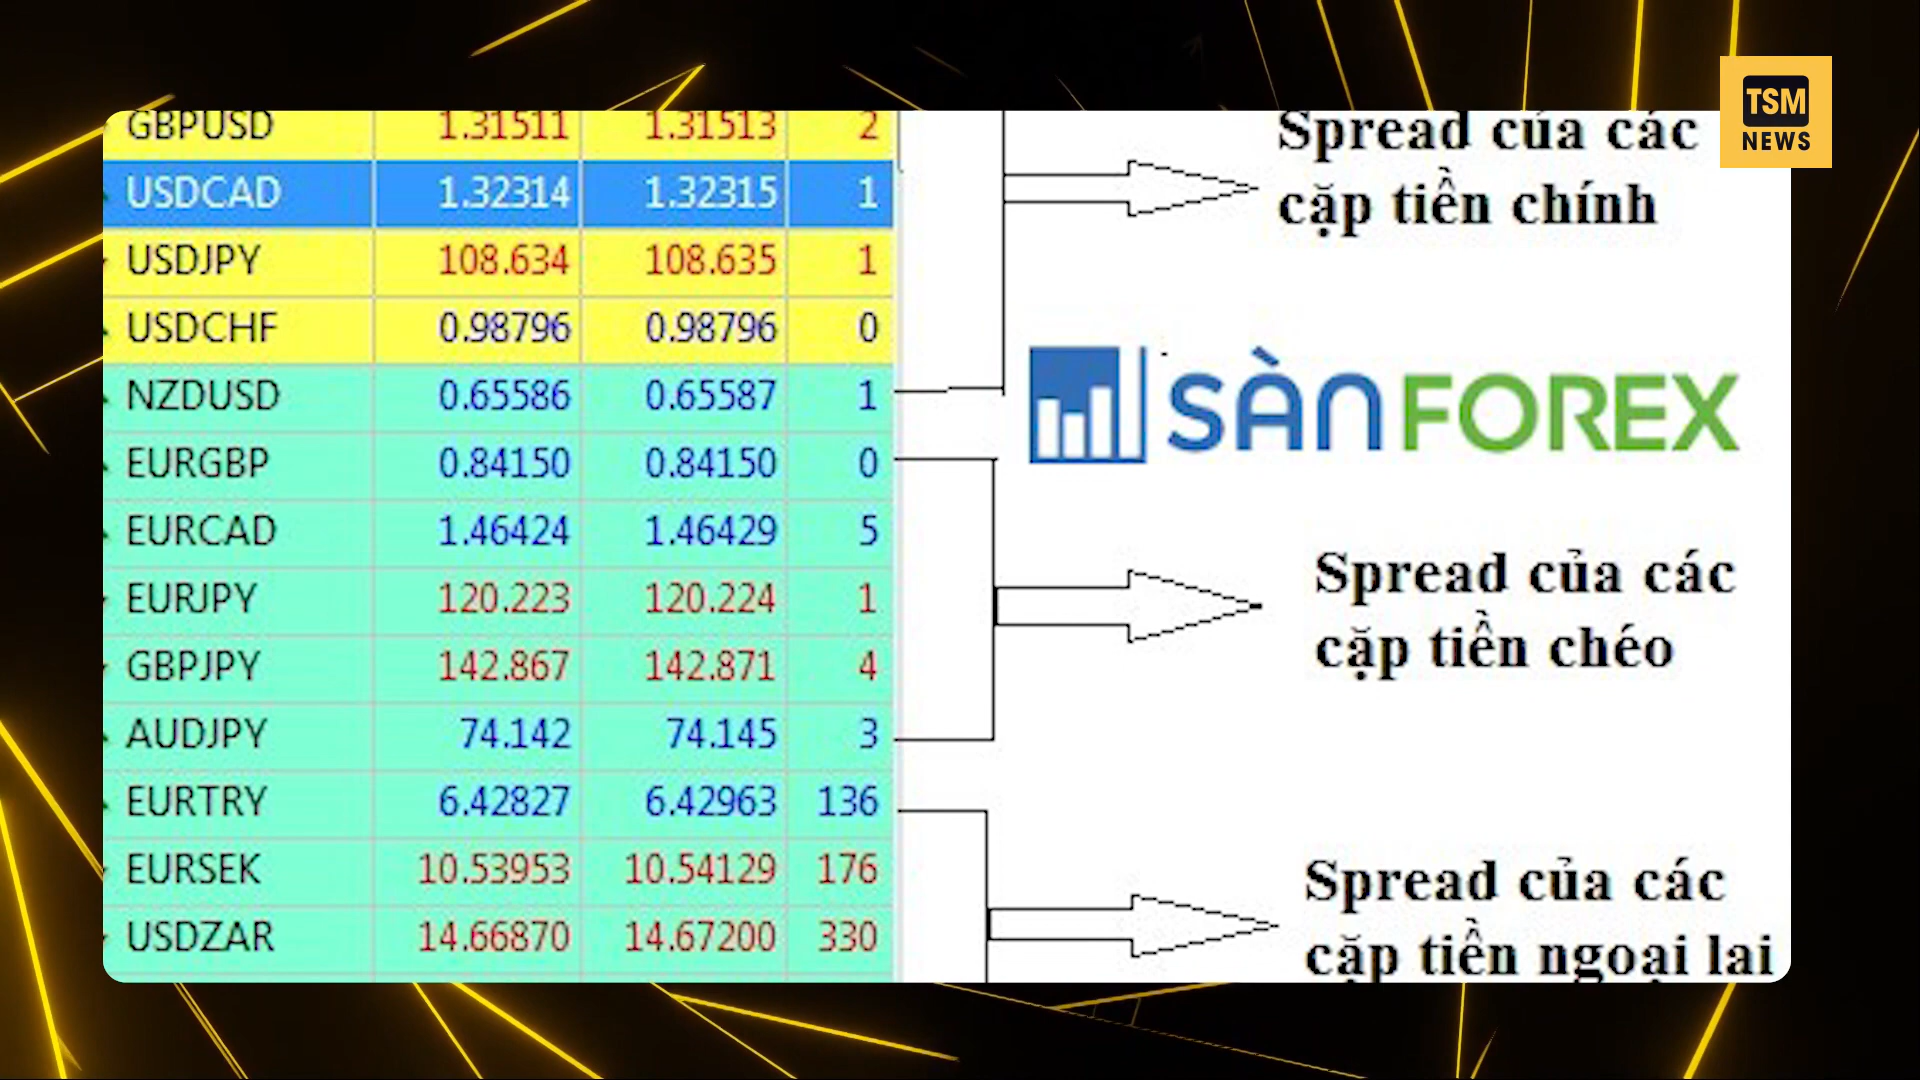 TSM
NEWS
GBPUSD 1.31511 1.31513 2
USDCAD 1.32314 1.32315 1
USDJPY 108.634 108.635 1
USDCHF 0.98796 0.98796 0
NZDUSD 0.65586 0.65587 1
EURGBP 0.84150 0.84150 0
EURCAD 1.46424 1.46429 5
EURJPY 120.223 120.224 1
GBPJPY 142.867 142.871 4
AUDJPY 74.142 74.145 3
EURTRY 6.42827 6.42963 136
EURSEK 10.53953 10.54129 176
USDZAR 14.66870 14.67200 330
Spread của các
cặp tiền chính
SÀN FOREX
Spread của các
cặp tiền chéo
Spread của các
cặp tiền ngoại lai